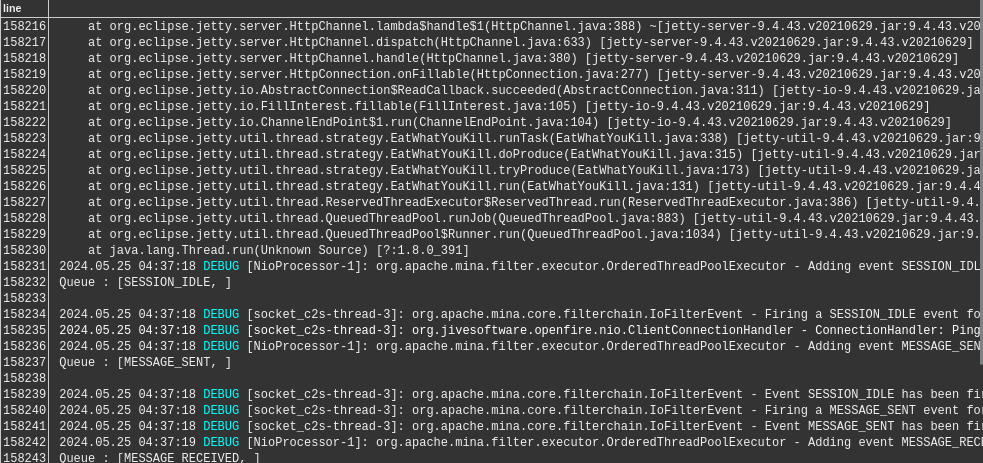 line
158216 at org.eclipse.jetty.server.HttpChannel.lambda$handle$1(HttpChannel.java:388) ~[jetty-server-9.4.43.v20210629.jar:9.4.43.v20
158217 at org.eclipse.jetty.server.HttpChannel.dispatch(HttpChannel.java:633) [jetty-server-9.4.43.v20210629.jar:9.4.43.v20210629]
158218 at org.eclipse.jetty.server.HttpChannel.handle(HttpChannel.java:380) [jetty-server-9.4.43.v20210629.jar:9.4.43.v20210629]
158219 at org.eclipse.jetty.server.HttpConnection.onFillable(HttpConnection.java:277) [jetty-server-9.4.43.v20210629.jar:9.4.43.v20
158220 at org.eclipse.jetty.io.AbstractConnection$ReadCallback.succeeded(AbstractConnection.java:311) [jetty-io-9.4.43.v20210629.ja
158221 at org.eclipse.jetty.io.FillInterest.fillable(FillInterest.java:105) [jetty-io-9.4.43.v20210629.jar:9.4.43.v20210629]
158222 at org.eclipse.jetty.io.ChannelEndPoint$1.run(ChannelEndPoint.java:104) [jetty-io-9.4.43.v20210629.jar:9.4.43.v20210629]
158223 at org.eclipse.jetty.util.thread.strategy.EatWhatYouKill.runTask(EatWhatYouKill.java:338) [jetty-util-9.4.43.v20210629.jar:9
158224 at org.eclipse.jetty.util.thread.strategy.EatWhatYouKill.doProduce(EatWhatYouKill.java:315) [jetty-util-9.4.43.v20210629.jar
158225 at org.eclipse.jetty.util.thread.strategy.EatWhatYouKill.tryProduce(EatWhatYouKill.java:173) [jetty-util-9.4.43.v20210629.ja
158226 at org.eclipse.jetty.util.thread.strategy.EatWhatYouKill.run(EatWhatYouKill.java:131) [jetty-util-9.4.43.v20210629.jar:9.4.4
158227 at org.eclipse.jetty.util.thread.ReservedThreadExecutor$ReservedThread.run(ReservedThreadExecutor.java:386) [jetty-util-9.4.
158228 at org.eclipse.jetty.util.thread.QueuedThreadPool.runJob(QueuedThreadPool.java:883) [jetty-util-9.4.43.v20210629.jar:9.4.43.
158229 at org.eclipse.jetty.util.thread.QueuedThreadPool$Runner.run(QueuedThreadPool.java:1034) [jetty-util-9.4.43.v20210629.jar:9.
158230 at java.lang.Thread.run(Unknown Source) [?:1.8.0_391]
158231 2024.05.25 04:37:18 DEBUG [NioProcessor-1]: org.apache.mina.filter.executor.OrderedThreadPoolExecutor - Adding event SESSION_IDL
158232 Queue : [SESSION_IDLE, ]
158233
158234 2024.05.25 04:37:18 DEBUG [socket_c2s-thread-3]: org.apache.mina.core.filterchain.IoFilterEvent - Firing a SESSION_IDLE event fo
158235 2024.05.25 04:37:18 DEBUG [socket_c2s-thread-3]: org.jivesoftware.openfire.nio.ClientConnectionHandler - ConnectionHandler: Ping
158236 2024.05.25 04:37:18 DEBUG [NioProcessor-1]: org.apache.mina.filter.executor.OrderedThreadPoolExecutor - Adding event MESSAGE_SEN
158237 Queue : [MESSAGE_SENT, ]
158238
158239 2024.05.25 04:37:18 DEBUG [socket_c2s-thread-3]: org.apache.mina.core.filterchain.IoFilterEvent - Event SESSION_IDLE has been fi
158240 2024.05.25 04:37:18 DEBUG [socket_c2s-thread-3]: org.apache.mina.core.filterchain.IoFilterEvent - Firing a MESSAGE_SENT event fo
158241 2024.05.25 04:37:18 DEBUG [socket_c2s-thread-3]: org.apache.mina.core.filterchain.IoFilterEvent - Event MESSAGE_SENT has been fir
158242 2024.05.25 04:37:19 DEBUG [NioProcessor-1]: org.apache.mina.filter.executor.OrderedThreadPoolExecutor - Adding event MESSAGE_REC
158243 Queue : [MESSAGE_RECEIVED, ]